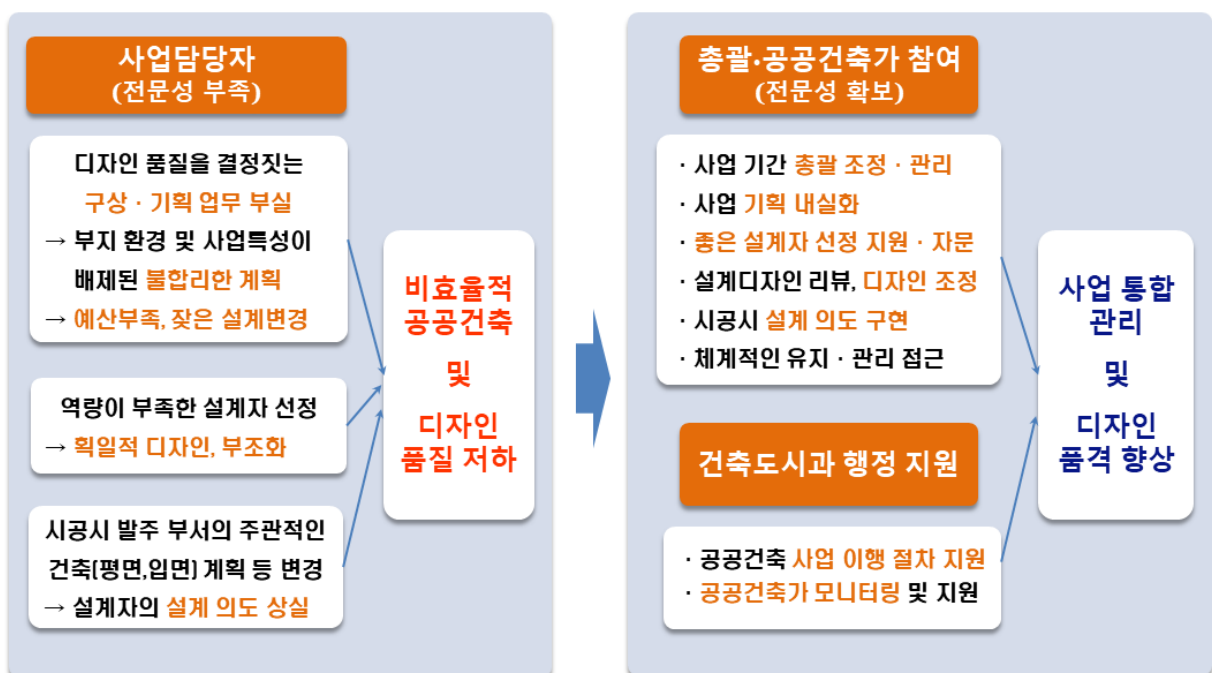 사업담당자
(전문성 부족)
디자인 품질을 결정짓는
구상 · 기획 업무 부실
→ 부지 환경 및 사업특성이
배제된 불합리한 계획
→ 예산부족, 잦은 설계변경
역량이 부족한 설계자 선정
→ 획일적 디자인, 부조화
시공시 발주 부서의 주관적인
건축(평면,입면) 계획 등 변경
→ 설계자의 설계 의도 상실
비효율적
공공건축
및
디자인
품질 저하
총괄·공공건축가 참여
(전문성 확보)
· 사업 기간 총괄 조정 · 관리
· 사업 기획 내실화
· 좋은 설계자 선정 지원 · 자문
· 설계디자인 리뷰, 디자인 조정
· 시공시 설계 의도 구현
· 체계적인 유지 · 관리 접근
건축도시과 행정 지원
· 공공건축 사업 이행 절차 지원
· 공공건축가 모니터링 및 지원
사업 통합
관리
및
디자인
품격 향상